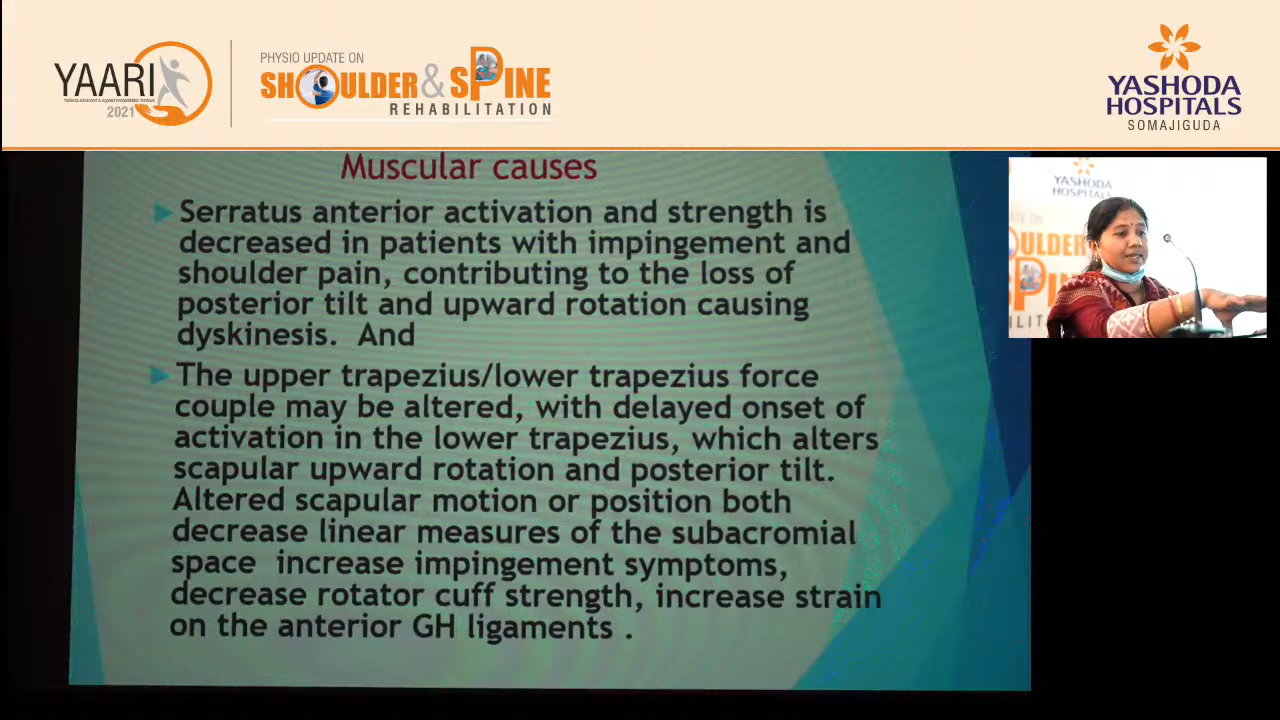 YAARI
2021
PHYSIO UPDATE ON
SHOULDER & SPINE
REHABILITATION
YASHODA
HOSPITALS
SOMAJIGUDA
Muscular causes
Serratus anterior activation and strength is
decreased in patients with impingement and
shoulder pain, contributing to the loss of
posterior tilt and upward rotation causing
dyskinesis. And
The upper trapezius/lower trapezius force
couple may be altered, with delayed onset of
activation in the lower trapezius, which alters
scapular upward rotation and posterior tilt.
Altered scapular motion or position both
decrease linear measures of the subacromial
space increase impingement symptoms,
decrease rotator cuff strength, increase strain
on the anterior GH ligaments .
YASHODA
HOSPITALS